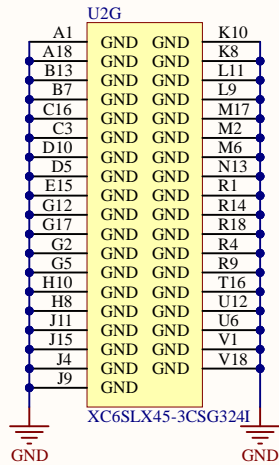 U2G
A1 GND GND K10
A18 GND GND K8
B13 GND GND L11
B7 GND GND L9
C16 GND GND M17
C3 GND GND M2
D10 GND GND M6
D5 GND GND N13
E15 GND GND R1
G12 GND GND R14
G17 GND GND R18
G2 GND GND R4
G5 GND GND R9
H10 GND GND T16
H8 GND GND U12
J11 GND GND U6
J15 GND GND V1
J4 GND GND V18
J9 GND
XC6SLX45-3CSG324I
GND GND